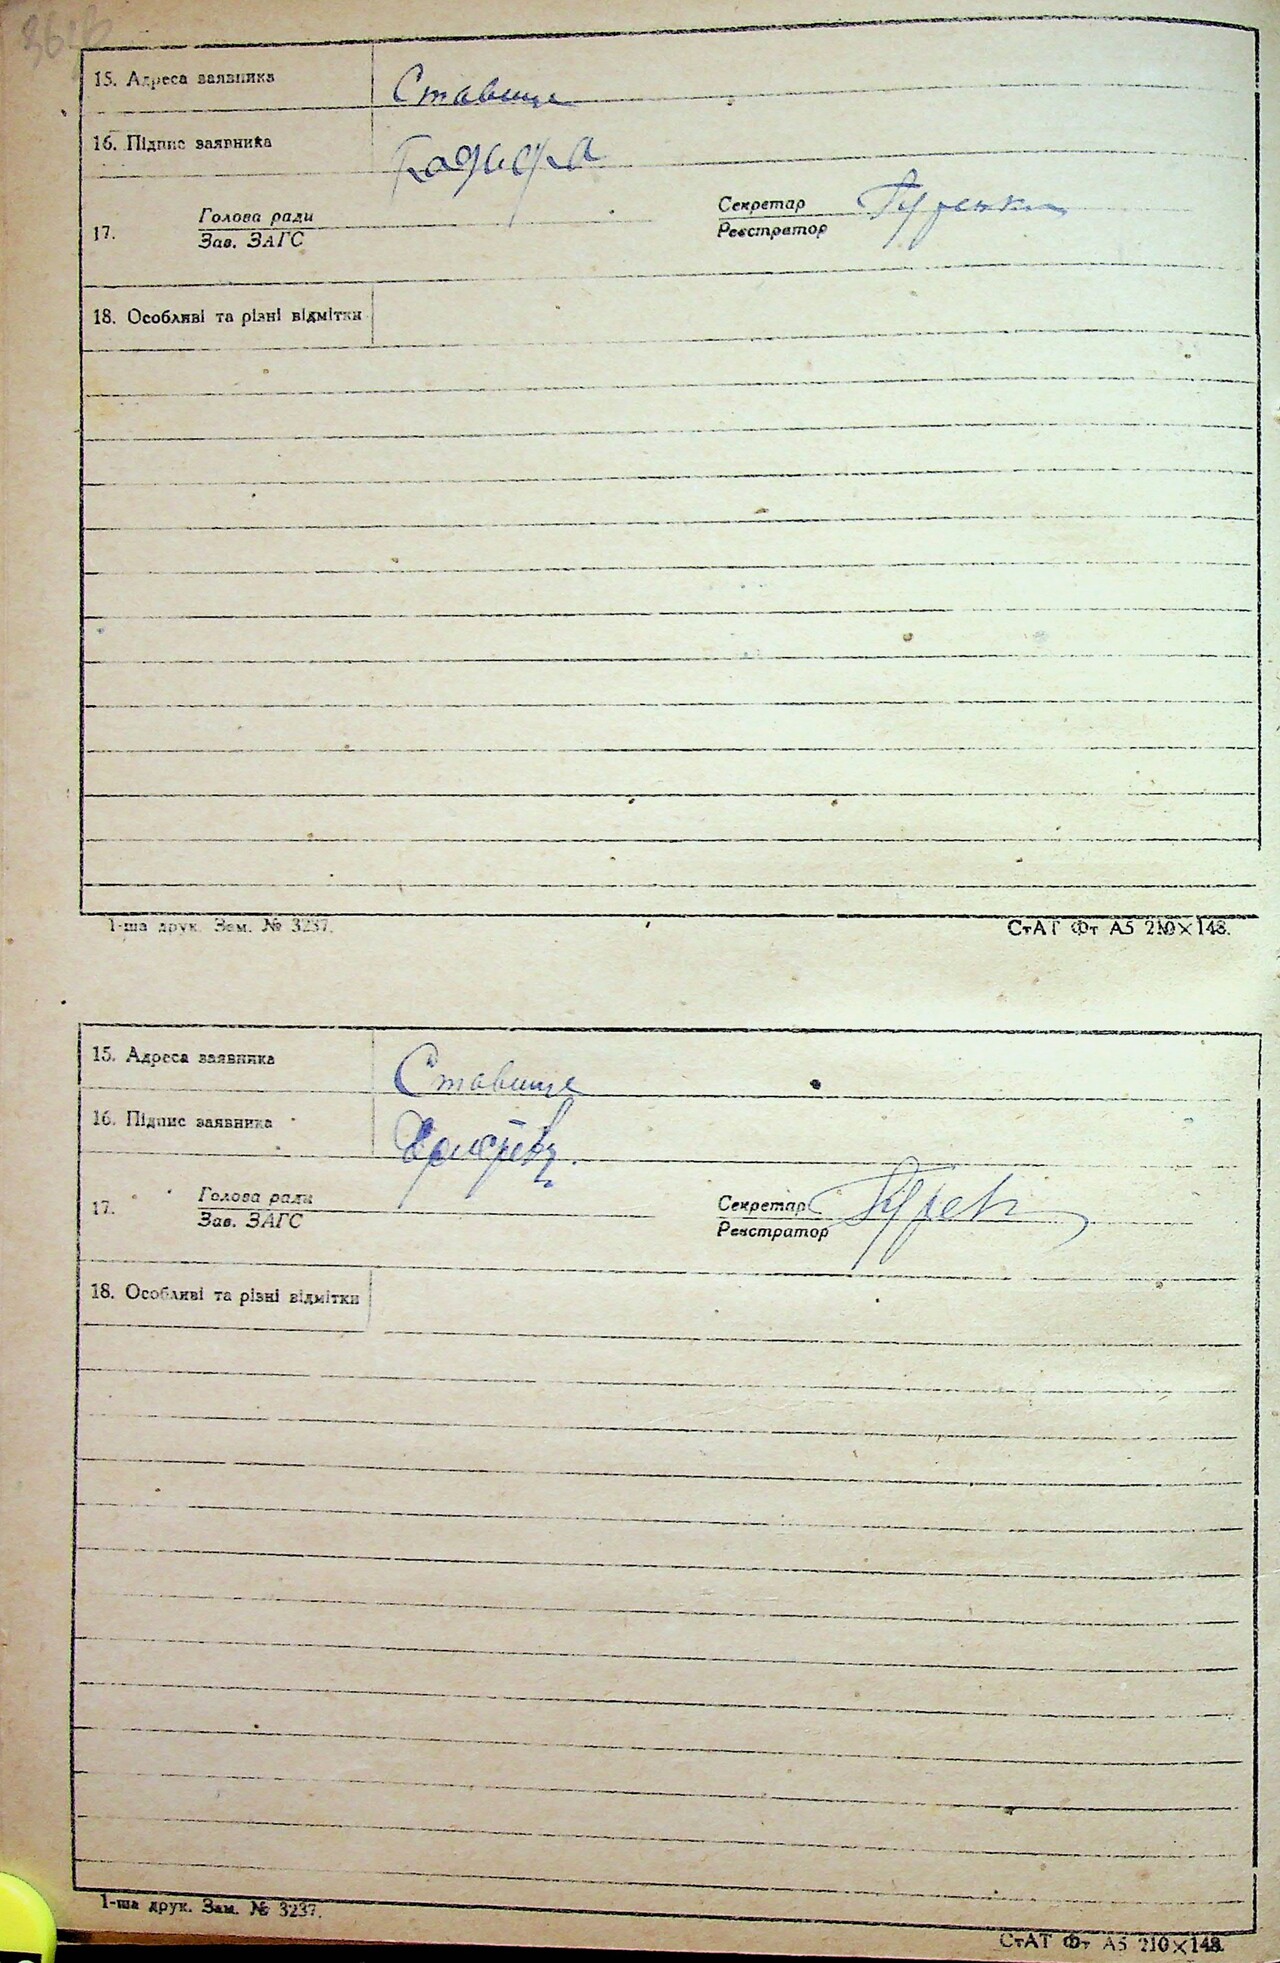 15. Адреса заявника Ставище
16. Підпис заявника
17. Голова ради Секретар
Зав. ЗАГС Реєстратор
18. Особливі та різні відмітки
1-ша друк. Зам. № 3237. СтАТ Фт А5 210×148.
15. Адреса заявника Ставище
16. Підпис заявника
17. Голова ради Секретар
Зав. ЗАГС Реєстратор
18. Особливі та різні відмітки
1-ша друк. Зам. № 3237.
СтАТ Фт А5 210×148.